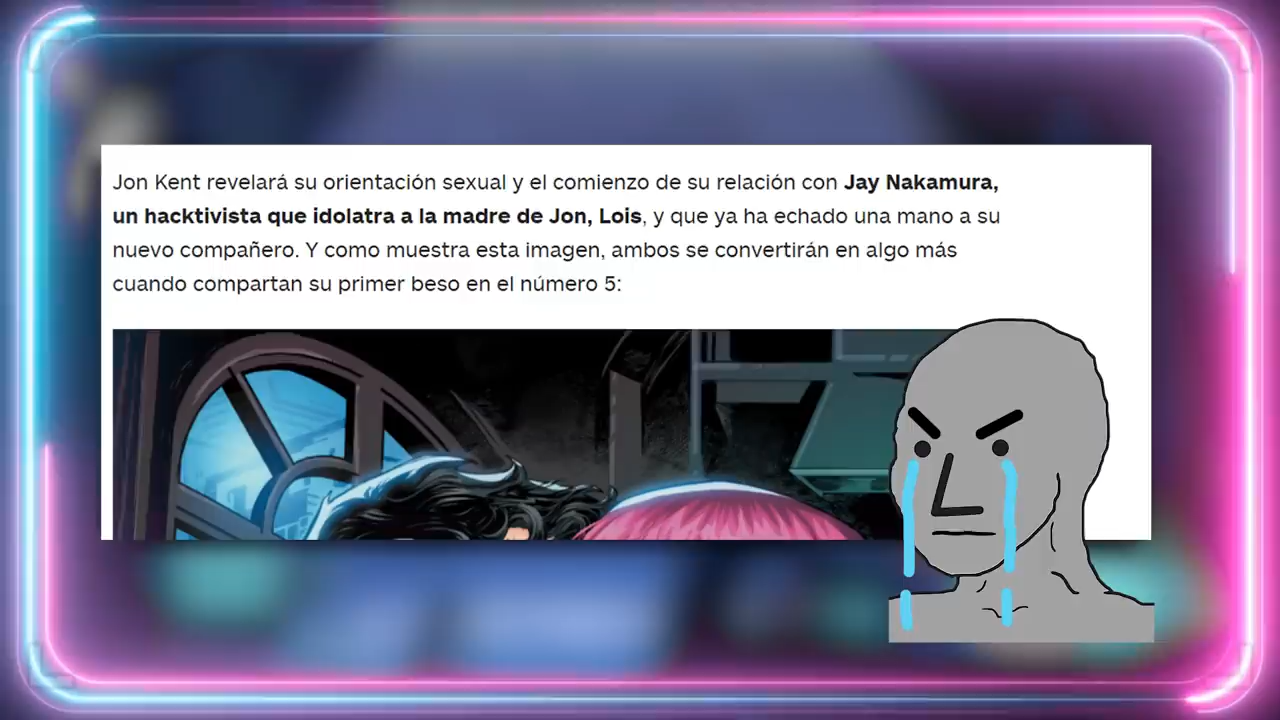 Jon Kent revelará su orientación sexual y el comienzo de su relación con Jay Nakamura,
un hacktivista que idolatra a la madre de Jon, Lois, y que ya ha echado una mano a su
nuevo compañero. Y como muestra esta imagen, ambos se convertirán en algo más
cuando compartan su primer beso en el número 5: